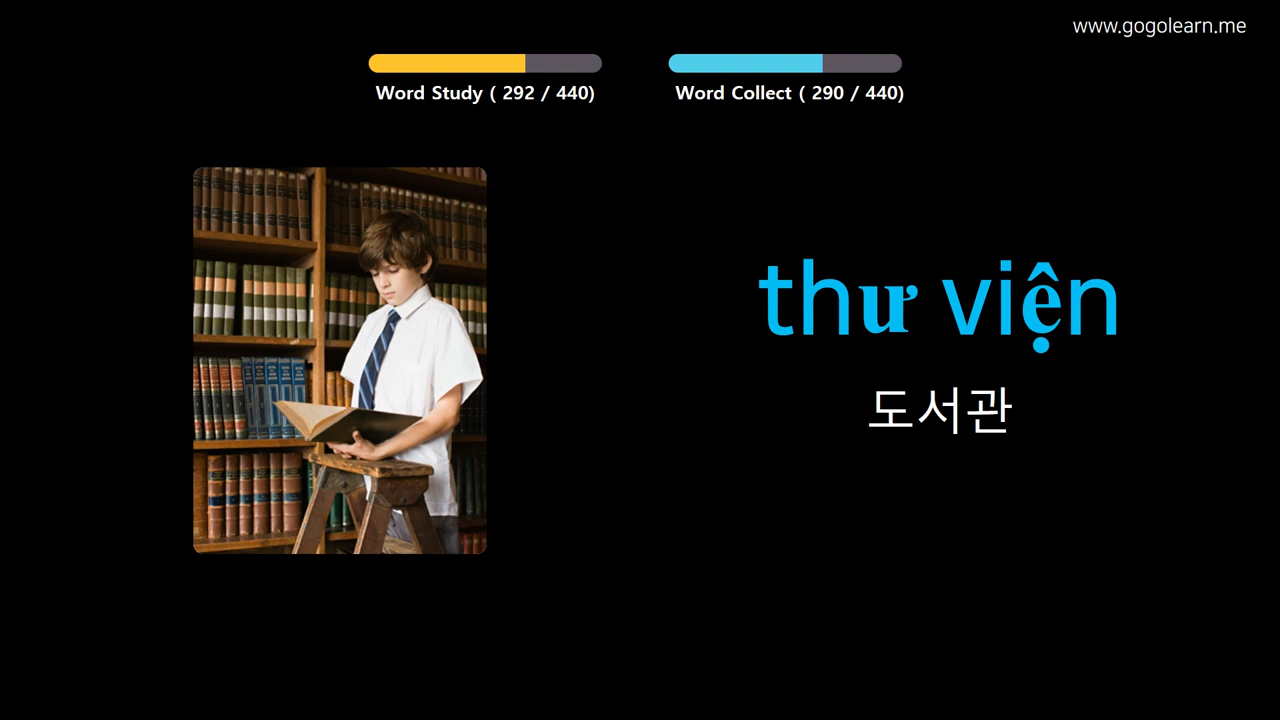 www.gogolearn.me
Word Study ( 292 / 440)
Word Collect ( 290 / 440)
thư viện
도서관